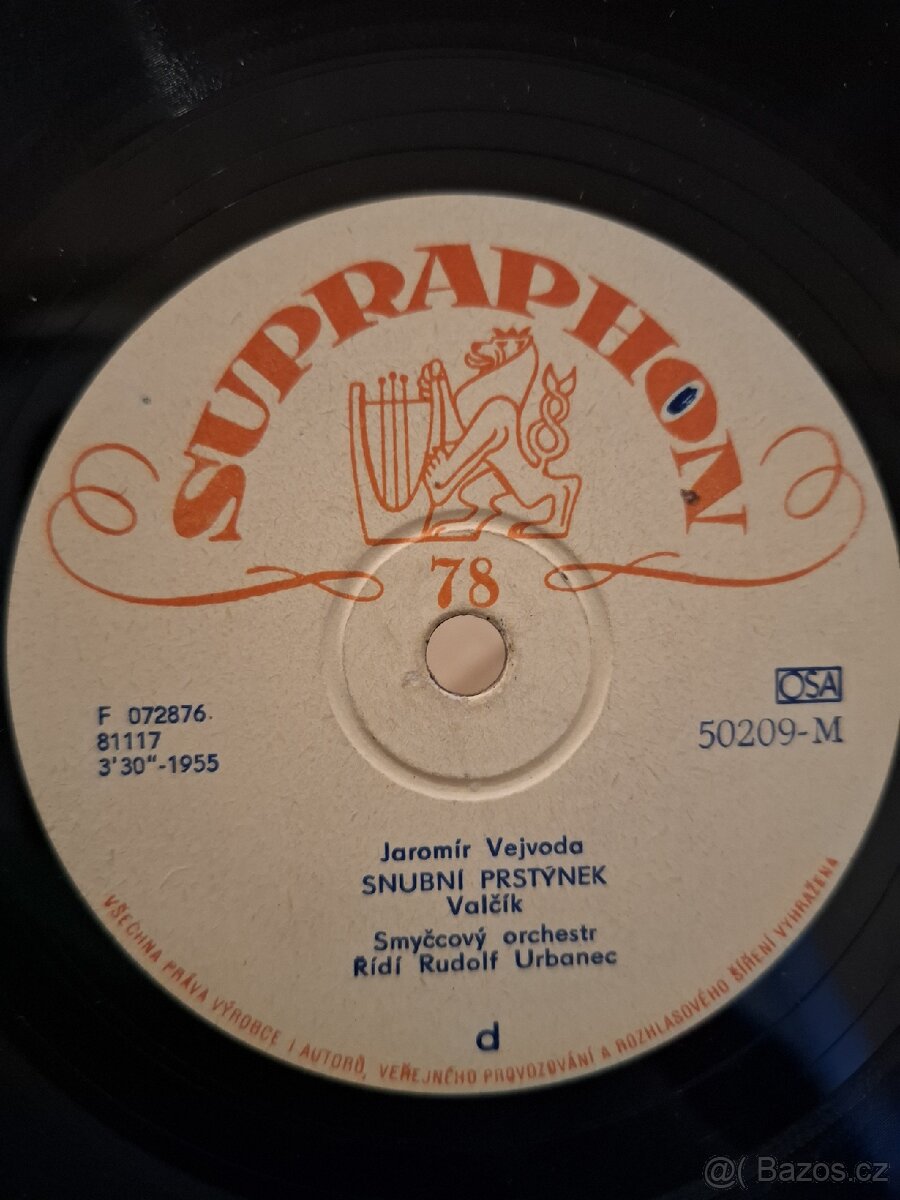 SUPRAPHON
78
F 072876.
81117
3'30"-1955
OSA
50209-M
Jaromír Vejvoda
SNUBNÍ PRSTÝNEK
Valčík
Smyčcový orchestr
Řídí Rudolf Urbanec
d
VŠECHNA PRÁVA VÝROBCE I AUTORŮ, VEŘEJNÉHO PROVOZOVÁNÍ A ROZHLASOVÉHO ŠÍŘENÍ VYHRAŽENA
@( Bazos.cz